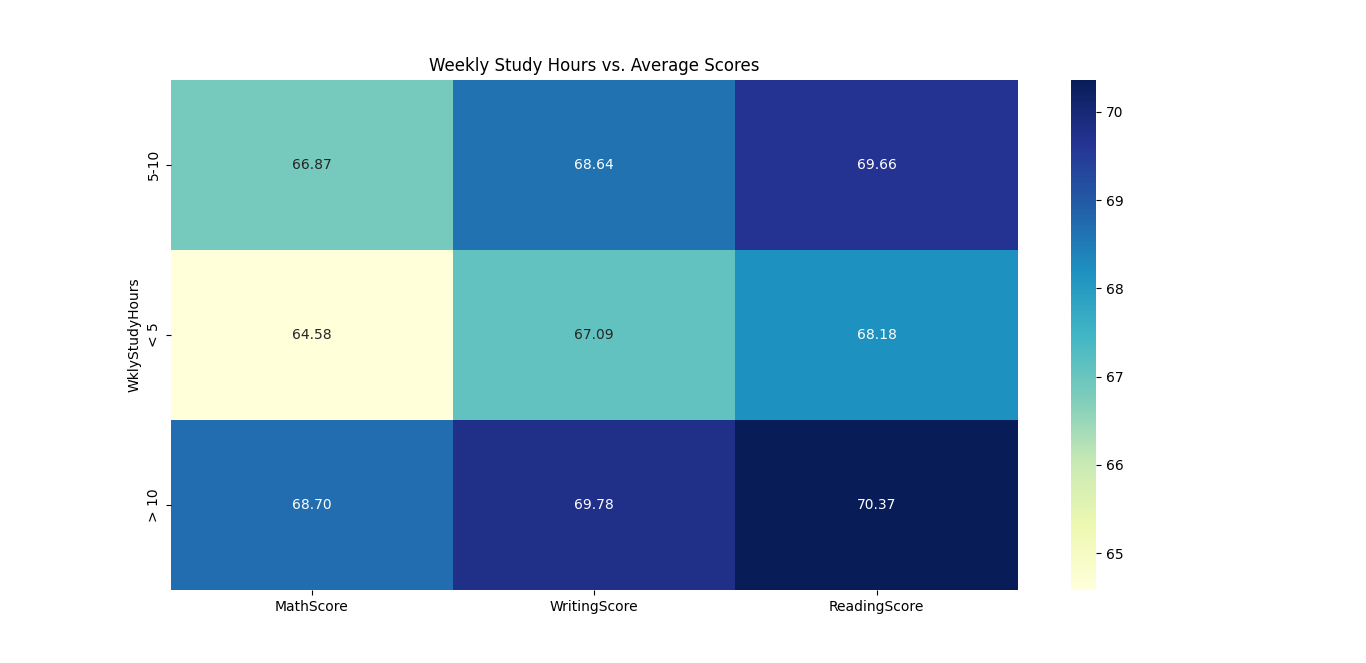 Weekly Study Hours vs. Average Scores
WklyStudyHours
5-10
66.87 68.64 69.66
< 5
64.58 67.09 68.18
> 10
68.70 69.78 70.37
MathScore WritingScore ReadingScore
70
69
68
67
66
65